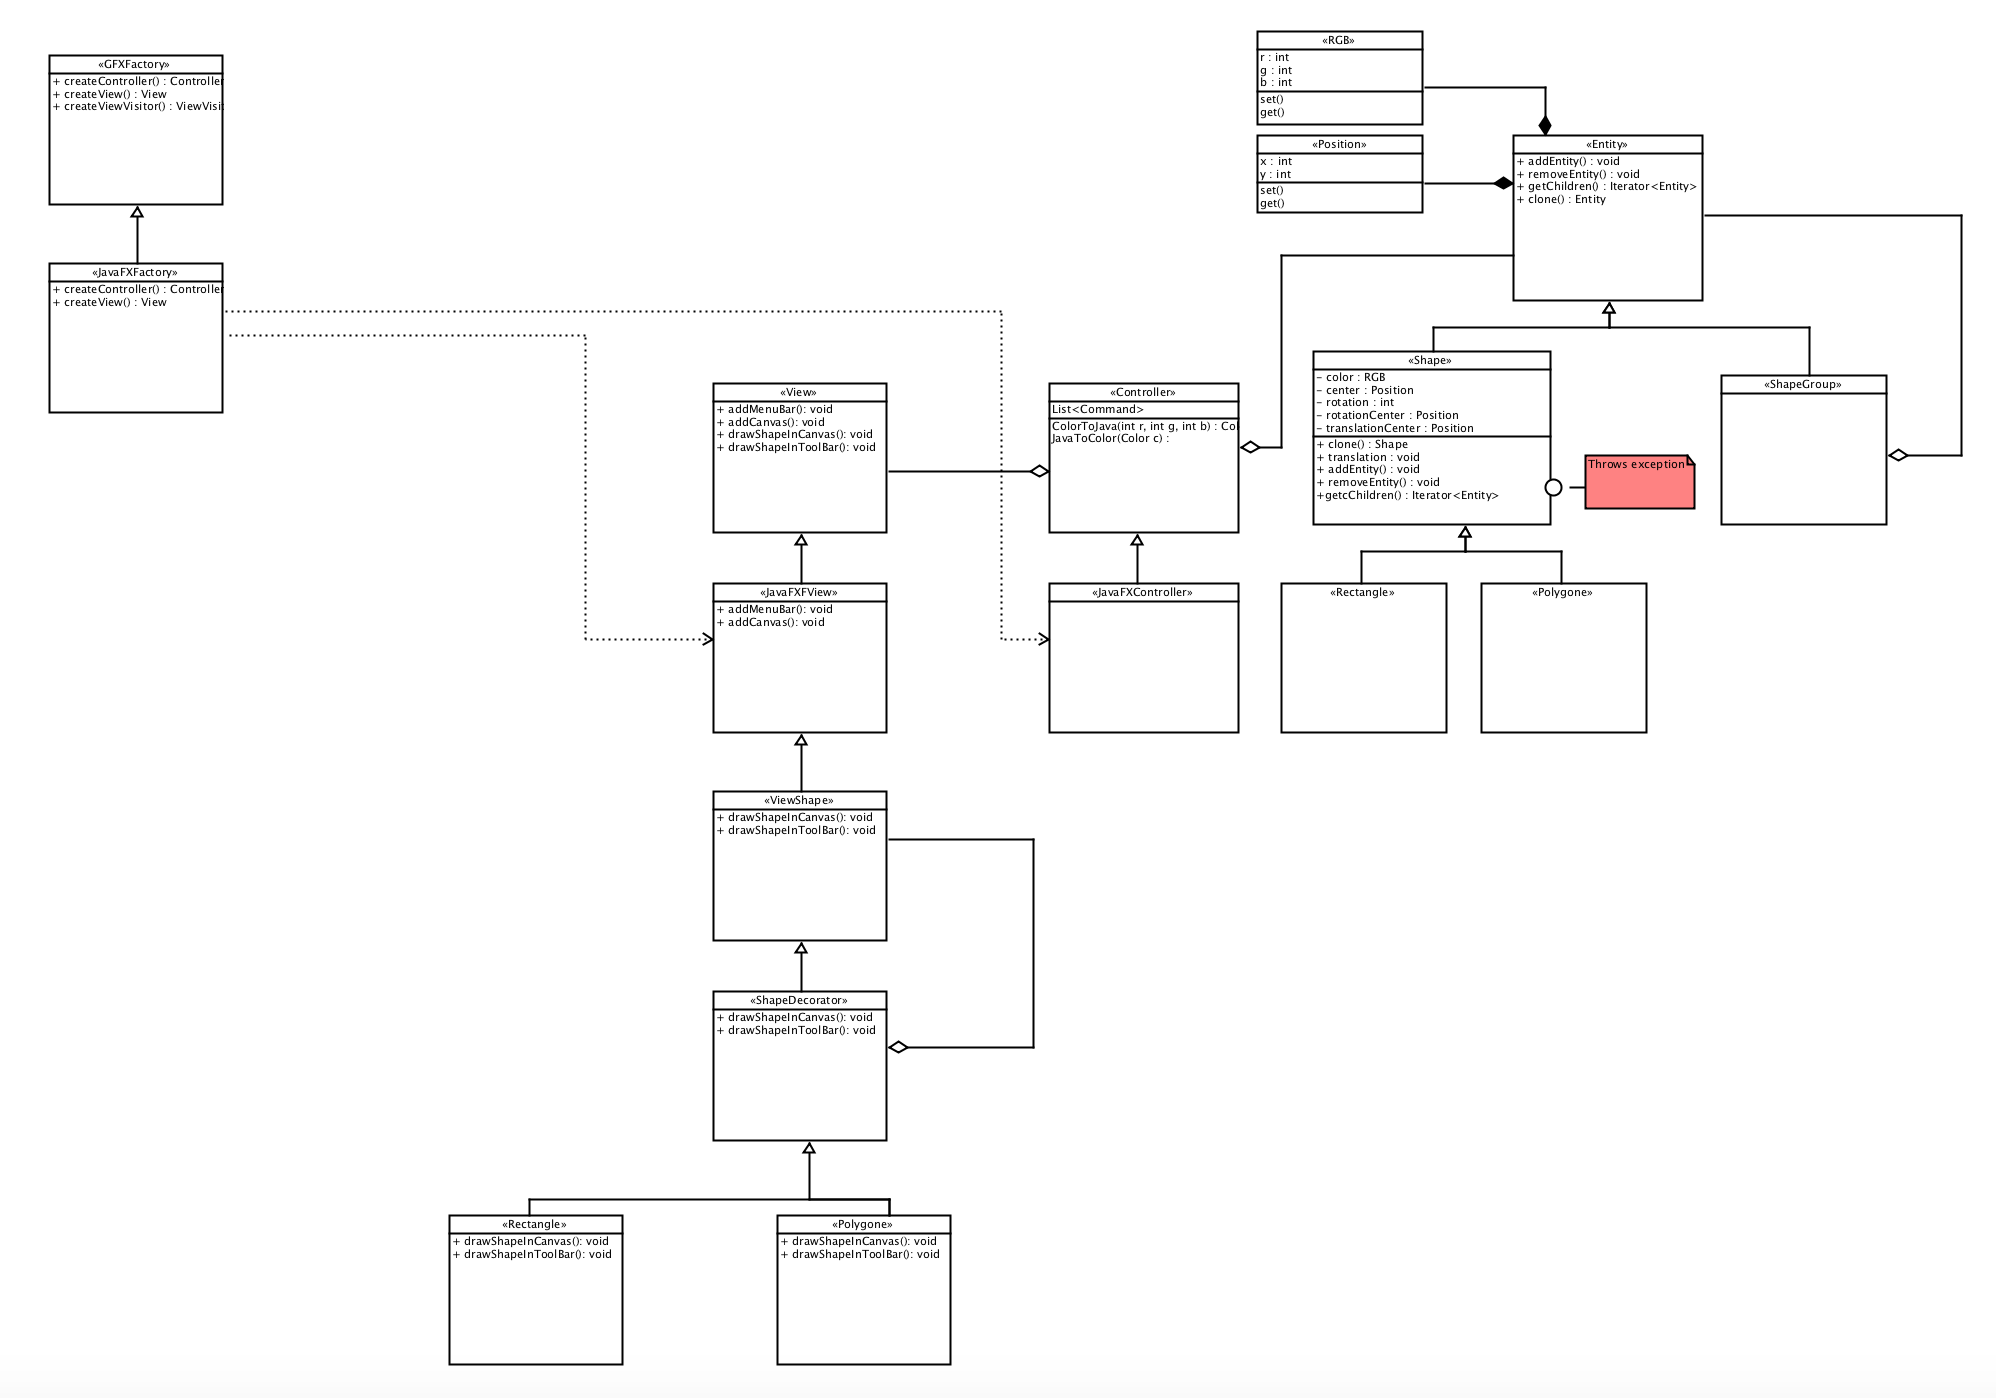 «GFXFactory»
+ createController() : Controller
+ createView() : View
+ createViewVisitor() : ViewVisi
«JavaFXFactory»
+ createController() : Controller
+ createView() : View
«RGB»
r : int
g : int
b : int
set()
get()
«Position»
x : int
y : int
set()
get()
«Entity»
+ addEntity() : void
+ removeEntity() : void
+ getChildren() : Iterator<Entity>
+ clone() : Entity
«View»
+ addMenuBar(): void
+ addCanvas(): void
+ drawShapeInCanvas(): void
+ drawShapeInToolBar(): void
«Controller»
List<Command>
ColorToJava(int r, int g, int b) : Col
JavaToColor(Color c) :
«Shape»
- color : RGB
- center : Position
- rotation : int
- rotationCenter : Position
- translationCenter : Position
+ clone() : Shape
+ translation : void
+ addEntity() : void
+ removeEntity() : void
+getcChildren() : Iterator<Entity>
Throws exception
«ShapeGroup»
«JavaFXFView»
+ addMenuBar(): void
+ addCanvas(): void
«JavaFXController»
«Rectangle»
«Polygone»
«ViewShape»
+ drawShapeInCanvas(): void
+ drawShapeInToolBar(): void
«ShapeDecorator»
+ drawShapeInCanvas(): void
+ drawShapeInToolBar(): void
«Rectangle»
+ drawShapeInCanvas(): void
+ drawShapeInToolBar(): void
«Polygone»
+ drawShapeInCanvas(): void
+ drawShapeInToolBar(): void